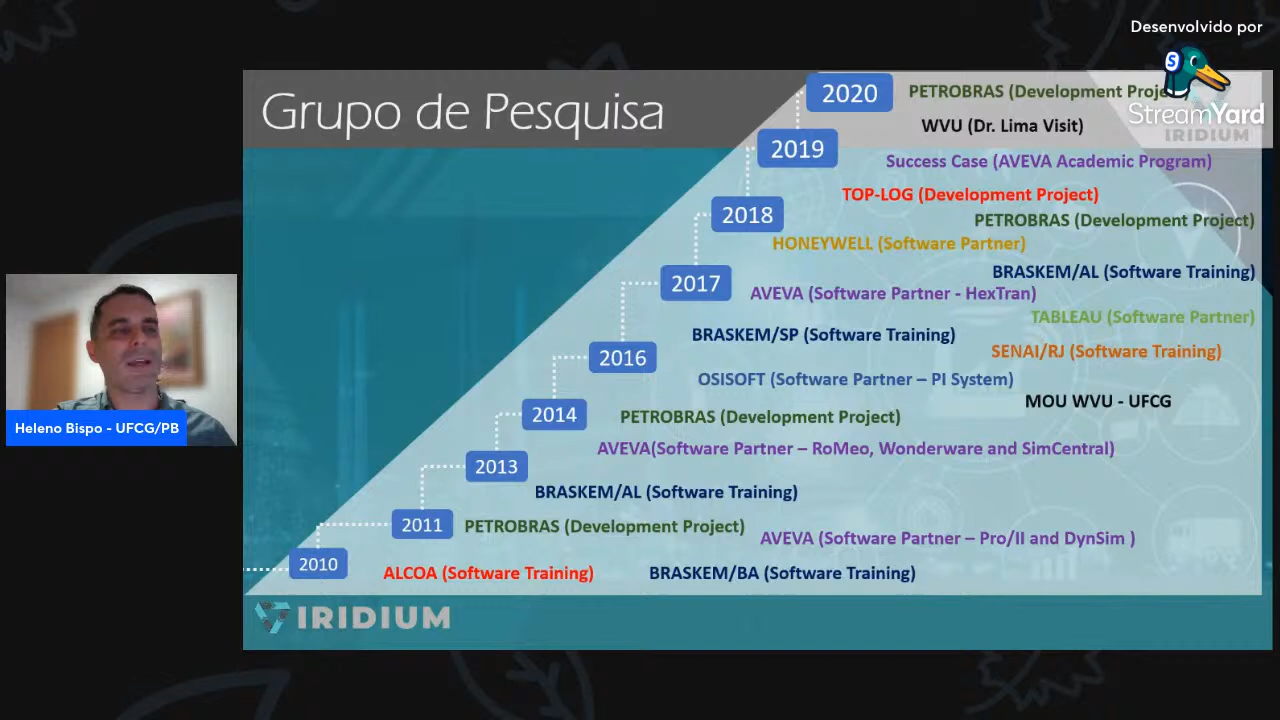 Desenvolvido por
StreamYard
Grupo de Pesquisa
IRIDIUM
2020
PETROBRAS (Development
WVU (Dr. Lima Visit)
2019
Success Case (AVEVA Academic Program)
TOP-LOG (Development Project)
2018
PETROBRAS (Development Project)
HONEYWELL (Software Partner)
BRASKEM/AL (Software Training)
2017
AVEVA (Software Partner - HexTran)
TABLEAU (Software Partner)
BRASKEM/SP (Software Training)
2016
SENAI/RJ (Software Training)
OSISOFT (Software Partner – PI System)
MOU WVU - UFCG
2014
PETROBRAS (Development Project)
AVEVA(Software Partner – RoMeo, Wonderware and SimCentral)
2013
BRASKEM/AL (Software Training)
2011
PETROBRAS (Development Project)
AVEVA (Software Partner – Pro/II and DynSim )
2010
ALCOA (Software Training)
BRASKEM/BA (Software Training)
IRIDIUM
Heleno Bispo - UFCG/PB